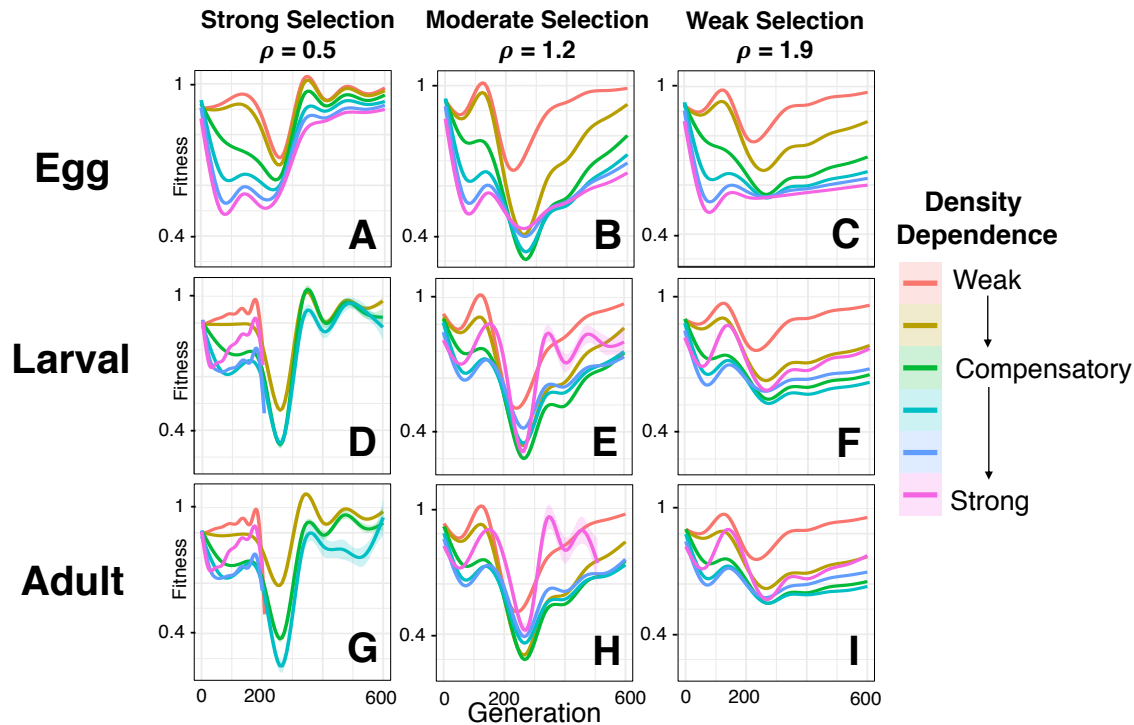 Strong Selection
ρ = 0.5
Moderate Selection
ρ = 1.2
Weak Selection
ρ = 1.9
Egg
Fitness
1
0.4
A
1
0.4
B
1
0.4
C
Larval
1
0.4
D
1
0.4
E
1
0.4
F
Adult
Fitness
1
0.4
G
1
0.4
H
1
0.4
I
0 200 400 600
0 200 400 600
0 200 400 600
Generation
Density
Dependence
Weak
Compensatory
Strong